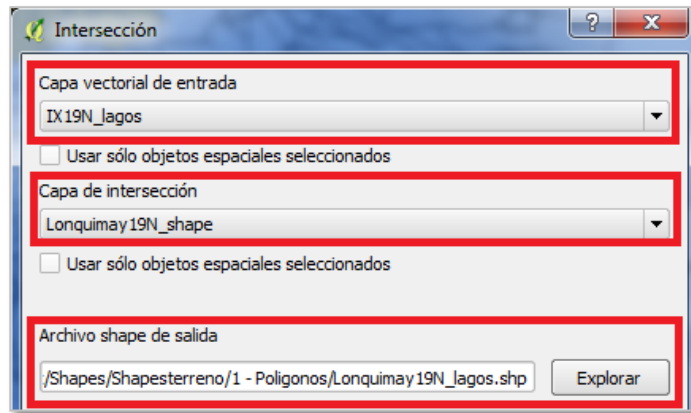 Intersección
Capa vectorial de entrada
IX19N_lagos
Usar sólo objetos espaciales seleccionados
Capa de intersección
Lonquimay19N_shape
Usar sólo objetos espaciales seleccionados
Archivo shape de salida
:/Shapes/Shapesterreno/1 - Poligonos/Lonquimay19N_lagos.shp Explorar